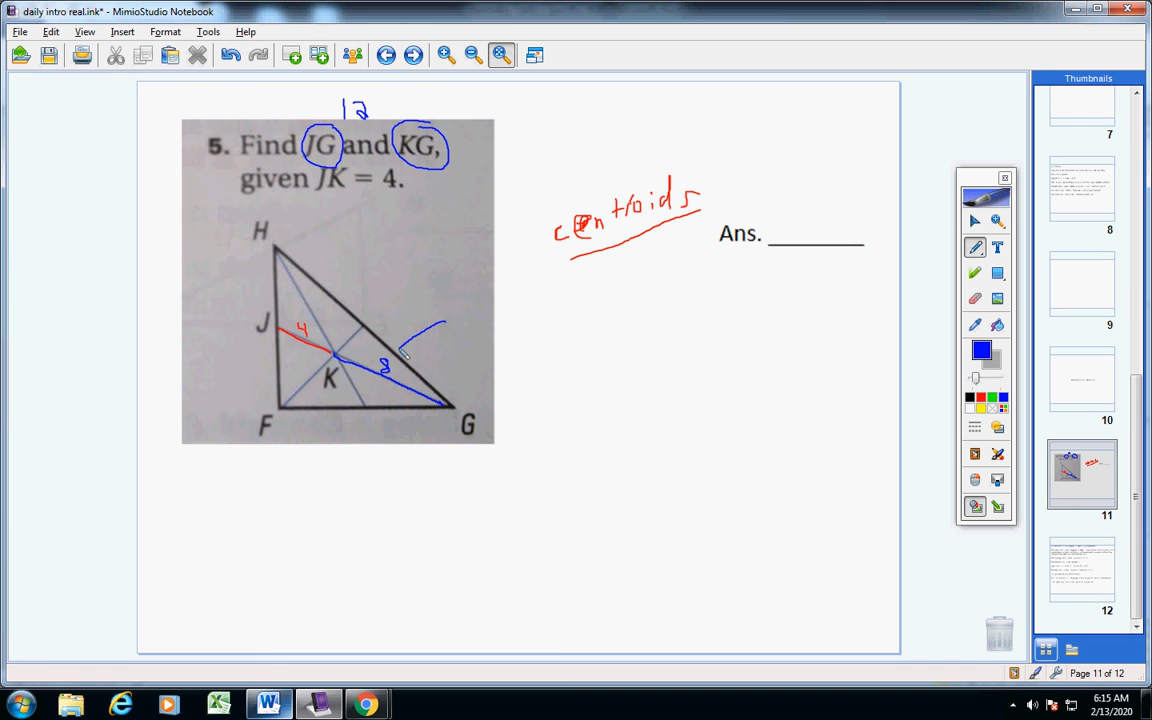 daily intro real.ink* - MimioStudio Notebook
File Edit View Insert Format Tools Help
Thumbnails
12
5. Find JG and KG,
given JK = 4.
centroids
Ans. ________
H
J
4
K
8
F
G
7
8
9
10
11
12
T
Page 11 of 12
6:15 AM
2/13/2020